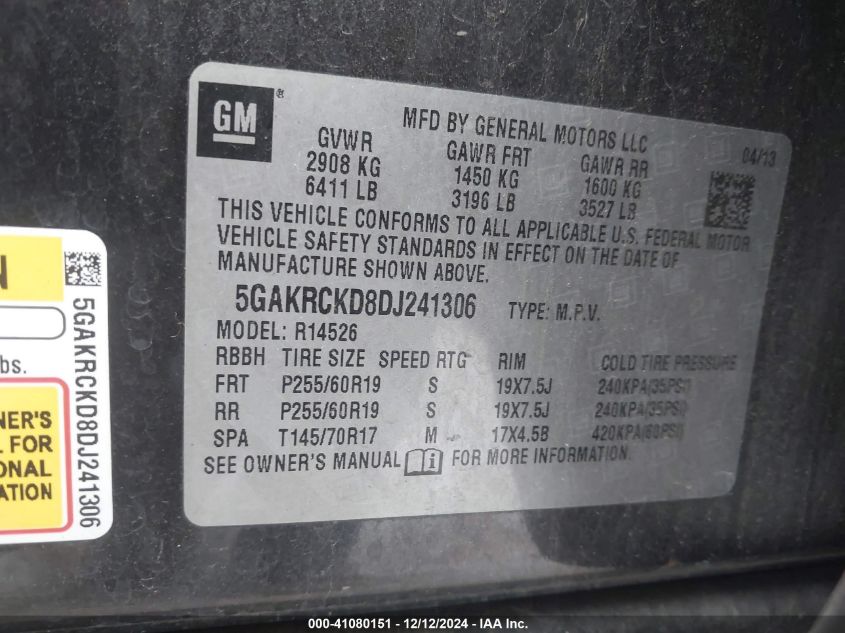 GM ®
MFD BY GENERAL MOTORS LLC
04/13
GVWR GAWR FRT GAWR RR
2908 KG 1450 KG 1600 KG
6411 LB 3196 LB 3527 LB
THIS VEHICLE CONFORMS TO ALL APPLICABLE U.S. FEDERAL MOTOR
VEHICLE SAFETY STANDARDS IN EFFECT ON THE DATE OF
MANUFACTURE SHOWN ABOVE.
5GAKRCKD8DJ241306 TYPE: M.P.V.
MODEL: R14526
RBBH TIRE SIZE SPEED RTG RIM COLD TIRE PRESSURE
FRT P255/60R19 S 19X7.5J 240KPA(35PSI)
RR P255/60R19 S 19X7.5J 240KPA(35PSI)
SPA T145/70R17 M 17X4.5B 420KPA(60PSI)
SEE OWNER'S MANUAL FOR MORE INFORMATION.
N
bs.
NER'S
L FOR
ONAL
ATION
5GAKRCKD8DJ241306
000-41080151 - 12/12/2024 - IAA Inc.